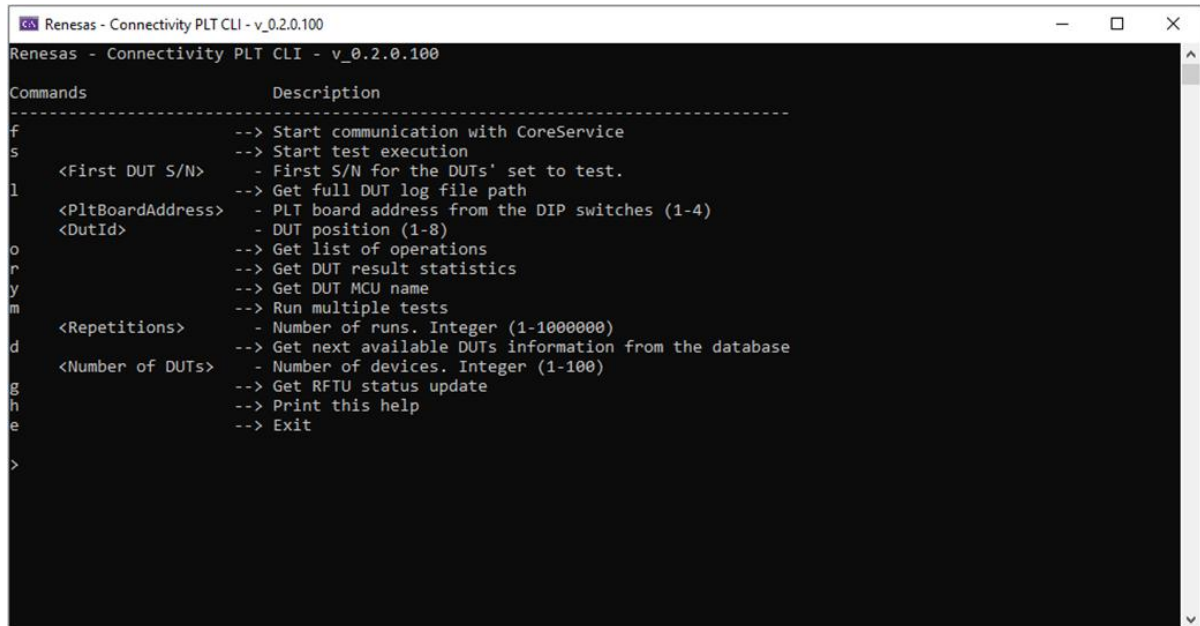 Renesas - Connectivity PLT CLI - v_0.2.0.100
Renesas - Connectivity PLT CLI - v_0.2.0.100
Commands                  Description
-------------------------------------------------------------------------------
f                     --> Start communication with CoreService
s                     --> Start test execution
    <First DUT S/N>     - First S/N for the DUTs' set to test.
l                     --> Get full DUT log file path
    <PltBoardAddress>   - PLT board address from the DIP switches (1-4)
    <DutId>             - DUT position (1-8)
o                     --> Get list of operations
r                     --> Get DUT result statistics
y                     --> Get DUT MCU name
m                     --> Run multiple tests
    <Repetitions>       - Number of runs. Integer (1-1000000)
d                     --> Get next available DUTs information from the database
    <Number of DUTs>    - Number of devices. Integer (1-100)
g                     --> Get RFTU status update
h                     --> Print this help
e                     --> Exit
>